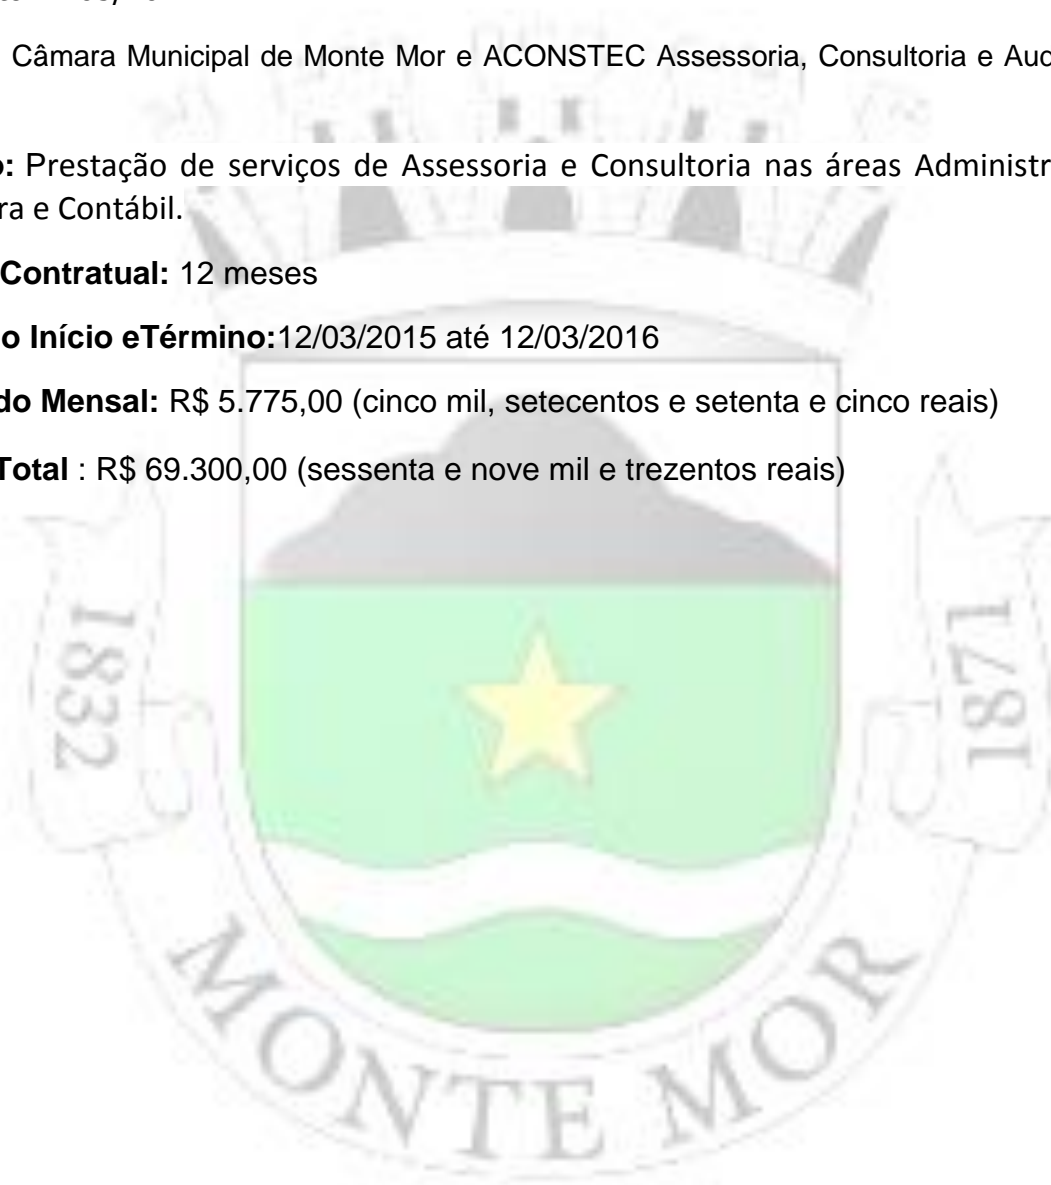 Câmara Municipal de Monte Mor e ACONSTEC Assessoria, Consultoria e Aud
o: Prestação de serviços de Assessoria e Consultoria nas áreas Administr
ra e Contábil.
Contratual: 12 meses
o Início eTérmino:12/03/2015 até 12/03/2016
do Mensal: R$ 5.775,00 (cinco mil, setecentos e setenta e cinco reais)
Total : R$ 69.300,00 (sessenta e nove mil e trezentos reais)
1832
1871
MONTE MOR